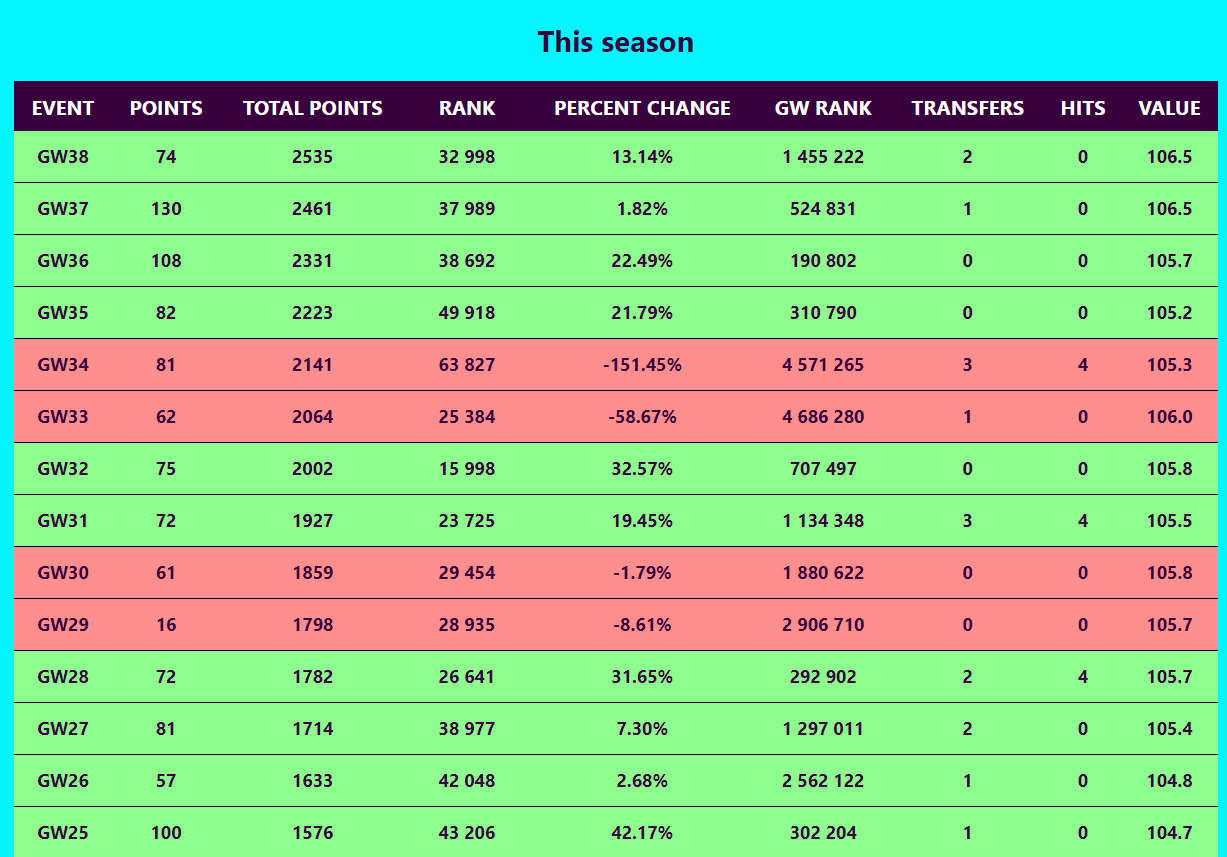 This season
EVENT POINTS TOTAL POINTS RANK PERCENT CHANGE GW RANK TRANSFERS HITS VALUE
GW38 74 2535 32 998 13.14% 1 455 222 2 0 106.5
GW37 130 2461 37 989 1.82% 524 831 1 0 106.5
GW36 108 2331 38 692 22.49% 190 802 0 0 105.7
GW35 82 2223 49 918 21.79% 310 790 0 0 105.2
GW34 81 2141 63 827 -151.45% 4 571 265 3 4 105.3
GW33 62 2064 25 384 -58.67% 4 686 280 1 0 106.0
GW32 75 2002 15 998 32.57% 707 497 0 0 105.8
GW31 72 1927 23 725 19.45% 1 134 348 3 4 105.5
GW30 61 1859 29 454 -1.79% 1 880 622 0 0 105.8
GW29 16 1798 28 935 -8.61% 2 906 710 0 0 105.7
GW28 72 1782 26 641 31.65% 292 902 2 4 105.7
GW27 81 1714 38 977 7.30% 1 297 011 2 0 105.4
GW26 57 1633 42 048 2.68% 2 562 122 1 0 104.8
GW25 100 1576 43 206 42.17% 302 204 1 0 104.7